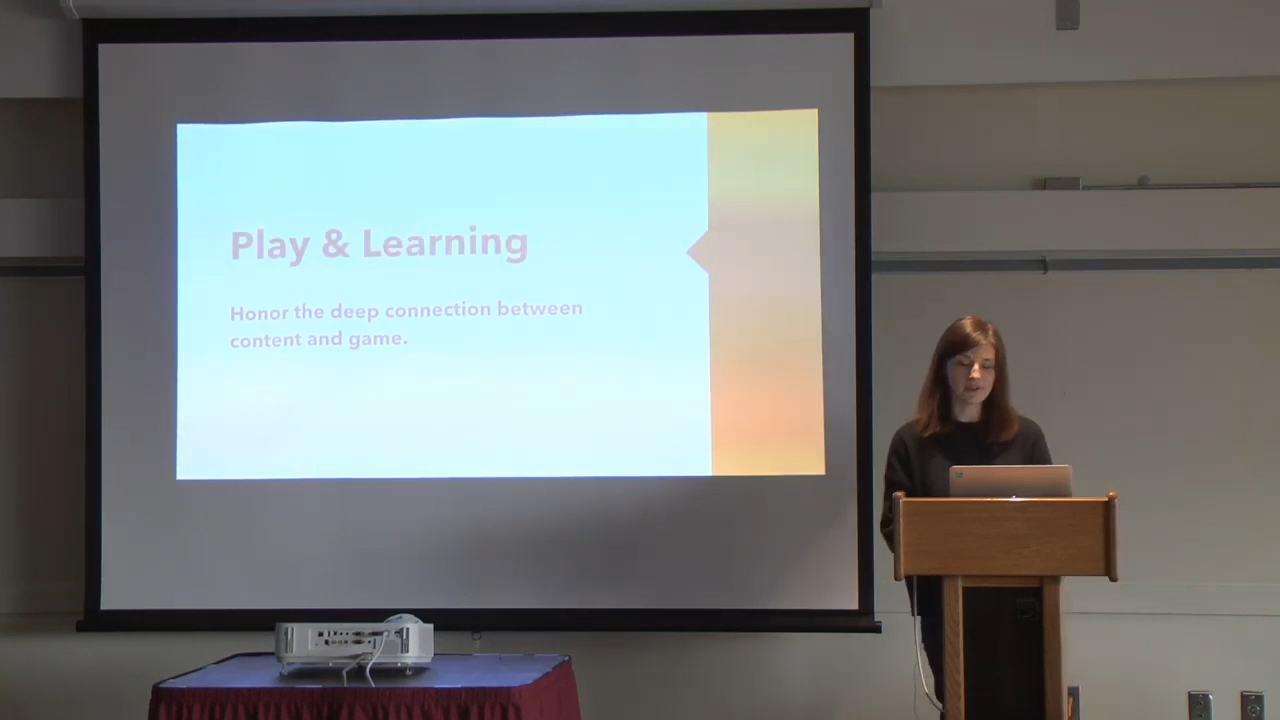 Play & Learning
Honor the deep connection between
content and game.